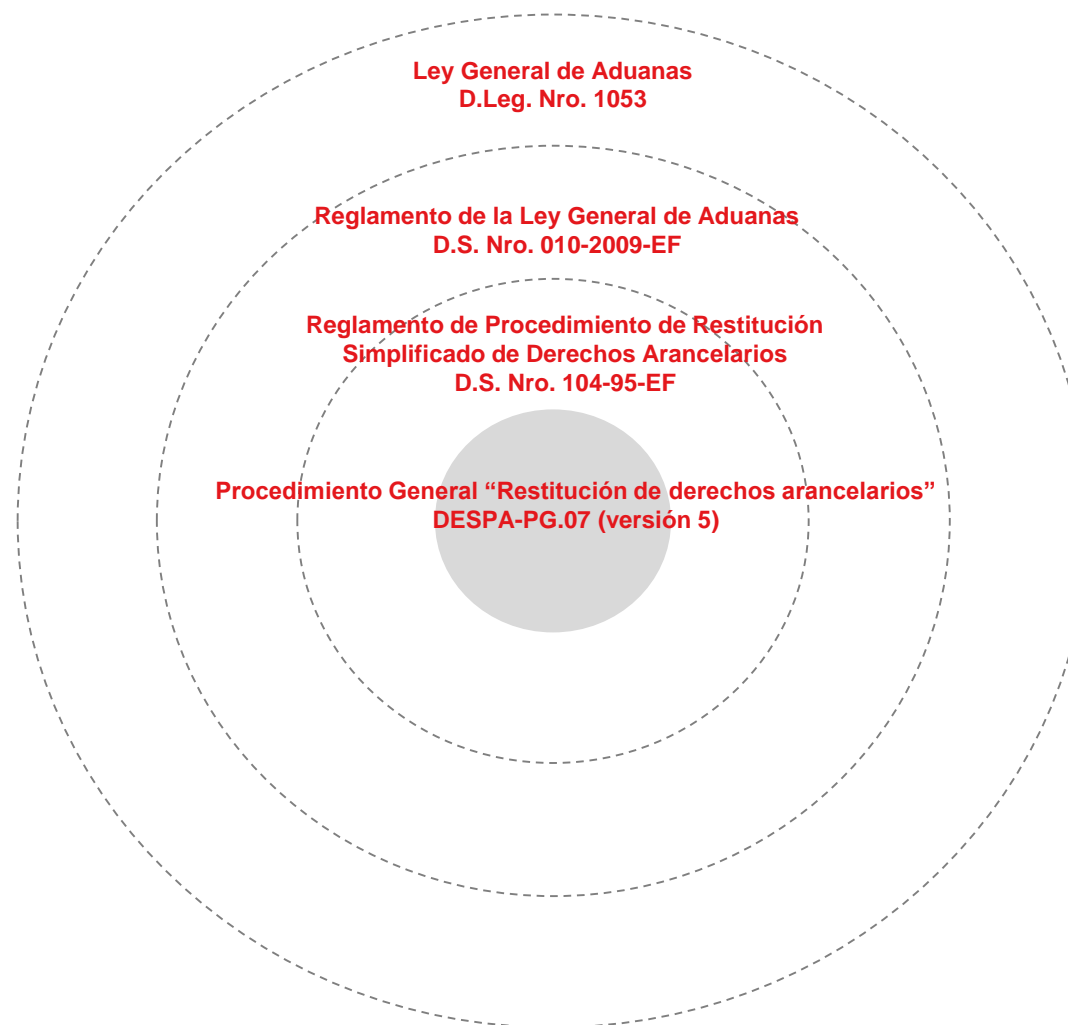 Ley General de Aduanas
D.Leg. Nro. 1053
Reglamento de la Ley General de Aduanas
D.S. Nro. 010-2009-EF
Reglamento de Procedimiento de Restitución
Simplificado de Derechos Arancelarios
D.S. Nro. 104-95-EF
Procedimiento General “Restitución de derechos arancelarios”
DESPA-PG.07 (versión 5)